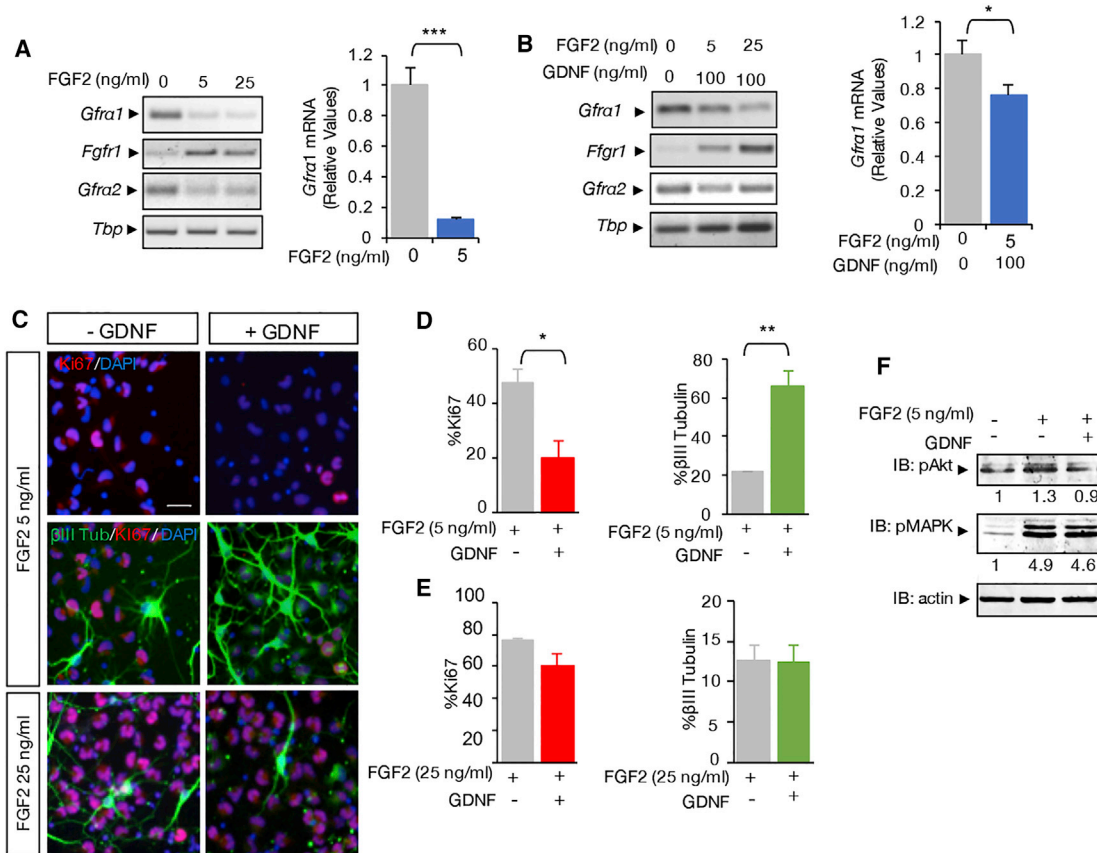 A
FGF2 (ng/ml) 0 5 25
Gfrα1
Fgfr1
Gfrα2
Tbp
***
Gfrα1 mRNA
(Relative Values)
1.2
1
0.8
0.6
0.4
0.2
0
FGF2 (ng/ml) 0 5
B
FGF2 (ng/ml) 0 5 25
GDNF (ng/ml) 0 100 100
Gfrα1
Ffgr1
Gfrα2
Tbp
*
Gfrα1 mRNA
(Relative Values)
1.2
1
0.8
0.6
0.4
0.2
0
FGF2 (ng/ml) 0 5
GDNF (ng/ml) 0 100
C
- GDNF + GDNF
FGF2 5 ng/ml
Ki67/DAPI
βIII Tub/KI67/DAPI
FGF2 25 ng/ml
D
*
%Ki67
60
40
20
0
FGF2 (5 ng/ml) + +
GDNF - +
**
%βIII Tubulin
80
60
40
20
0
FGF2 (5 ng/ml) + +
GDNF - +
E
%Ki67
100
80
60
40
20
0
FGF2 (25 ng/ml) + +
GDNF - +
%βIII Tubulin
20
15
10
5
0
FGF2 (25 ng/ml) + +
GDNF - +
F
FGF2 (5 ng/ml) - + +
GDNF - - +
IB: pAkt
1 1.3 0.9
IB: pMAPK
1 4.9 4.6
IB: actin